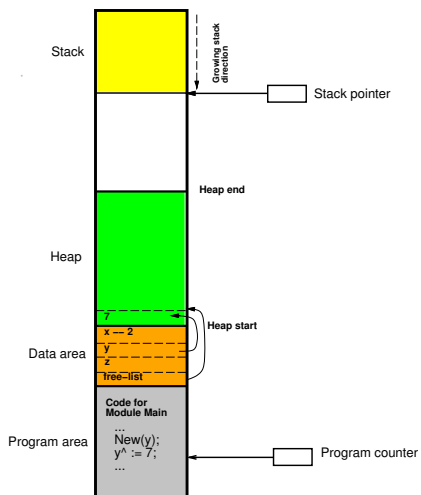 Stack
Growing stack
direction
Stack pointer
Heap end
Heap
7
Heap start
x –– 2
y
z
free–list
Data area
Code for
Module Main
...
New(y);
y^ := 7;
...
Program area
Program counter